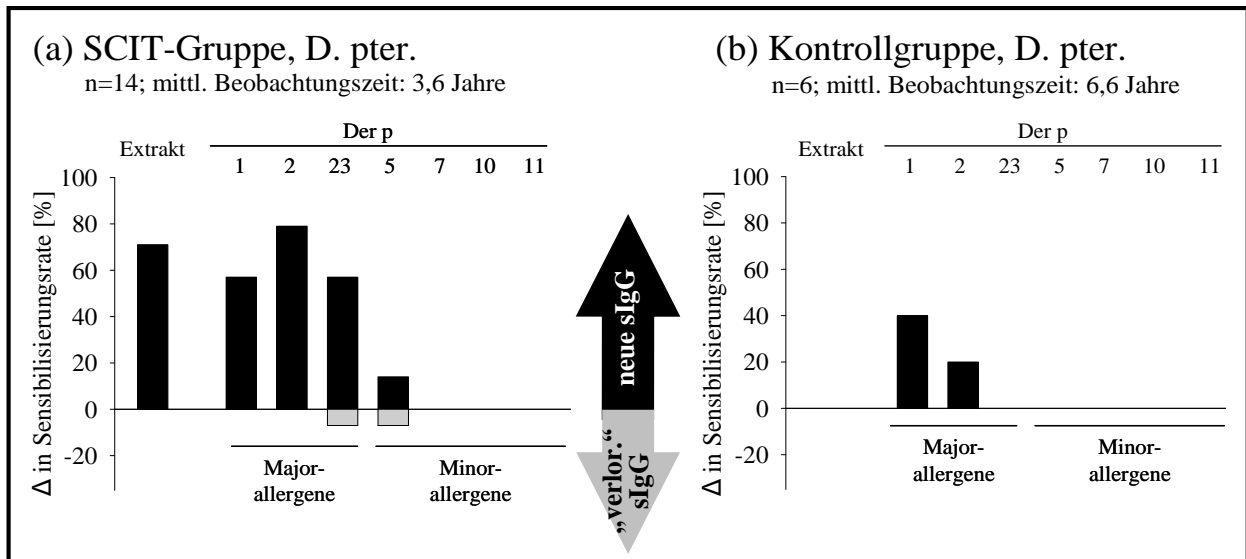 (a) SCIT-Gruppe, D. pter.
n=14; mittl. Beobachtungszeit: 3,6 Jahre
Der p
Extrakt
1 2 23 5 7 10 11
Δ in Sensibilisierungsrate [%]
100
80
60
40
20
0
-20
Major-
allergene
Minor-
allergene
neue sIgG
„verlor.“
sIgG
(b) Kontrollgruppe, D. pter.
n=6; mittl. Beobachtungszeit: 6,6 Jahre
Der p
Extrakt
1 2 23 5 7 10 11
Δ in Sensibilisierungsrate [%]
100
80
60
40
20
0
-20
Major-
allergene
Minor-
allergene